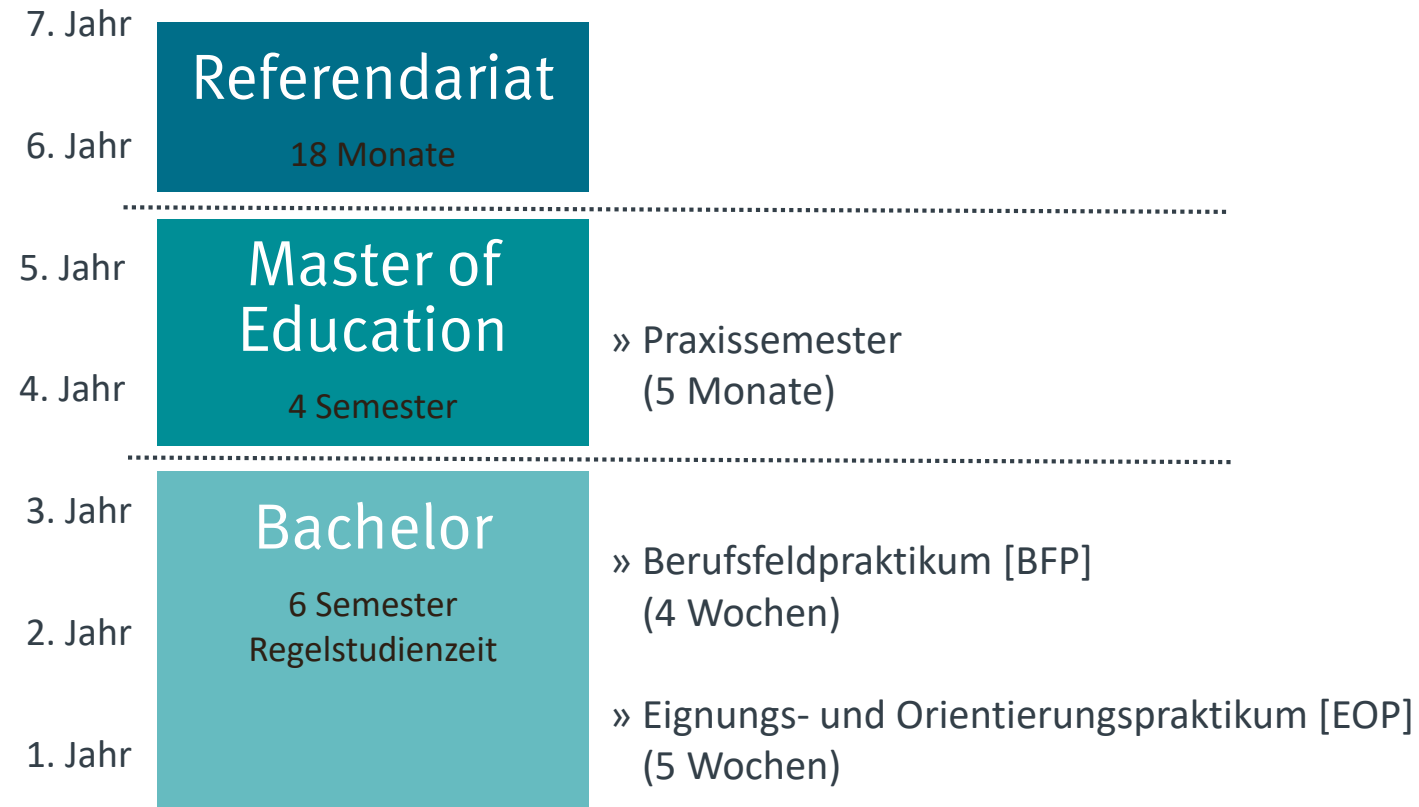 7. Jahr
Referendariat
6. Jahr
18 Monate
5. Jahr
Master of
Education
» Praxissemester
(5 Monate)
4. Jahr
4 Semester
3. Jahr
Bachelor
» Berufsfeldpraktikum [BFP]
(4 Wochen)
6 Semester
2. Jahr
Regelstudienzeit
» Eignungs- und Orientierungspraktikum [EOP]
(5 Wochen)
1. Jahr